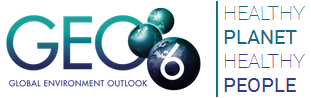 GEO 6
GLOBAL ENVIRONMENT OUTLOOK
HEALTHY
PLANET
HEALTHY
PEOPLE